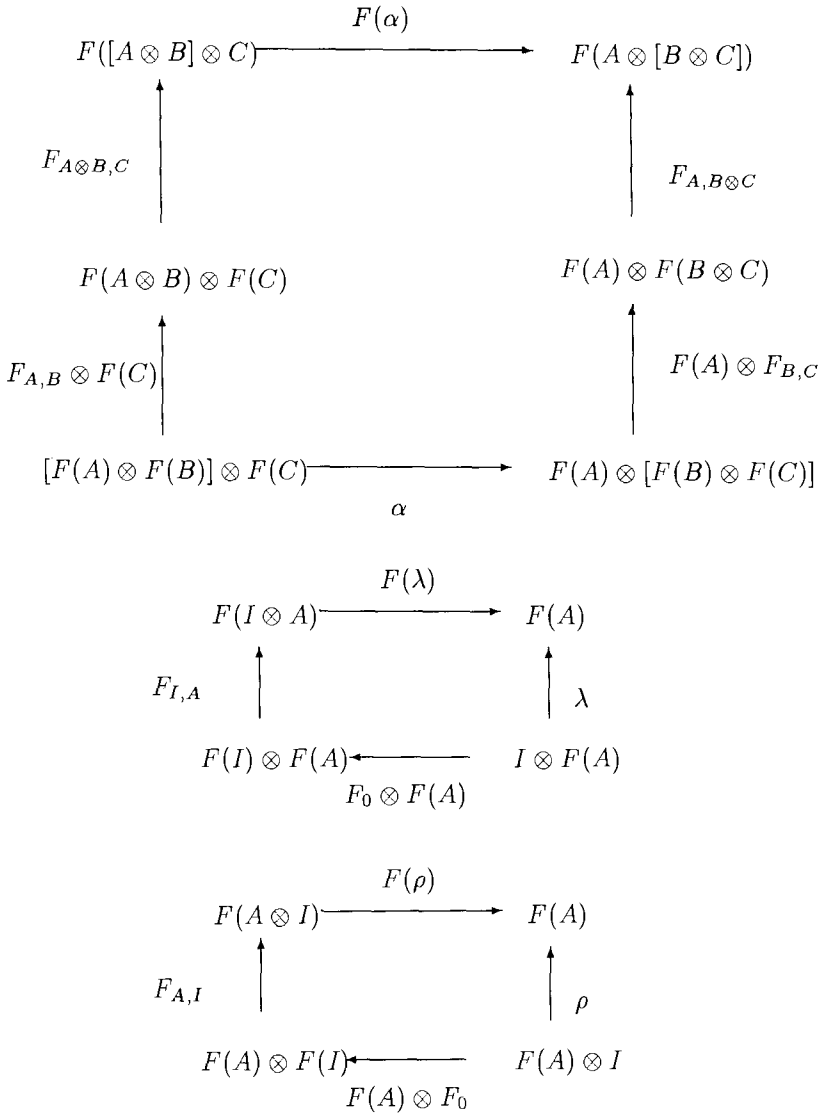 F(α)
F([A ⊗ B] ⊗ C) F(A ⊗ [B ⊗ C])
F_{A⊗B,C} F_{A,B⊗C}
F(A ⊗ B) ⊗ F(C) F(A) ⊗ F(B ⊗ C)
F_{A,B} ⊗ F(C) F(A) ⊗ F_{B,C}
[F(A) ⊗ F(B)] ⊗ F(C) F(A) ⊗ [F(B) ⊗ F(C)]
α
F(λ)
F(I ⊗ A) F(A)
F_{I,A} λ
F(I) ⊗ F(A) I ⊗ F(A)
F_0 ⊗ F(A)
F(ρ)
F(A ⊗ I) F(A)
F_{A,I} ρ
F(A) ⊗ F(I) F(A) ⊗ I
F(A) ⊗ F_0